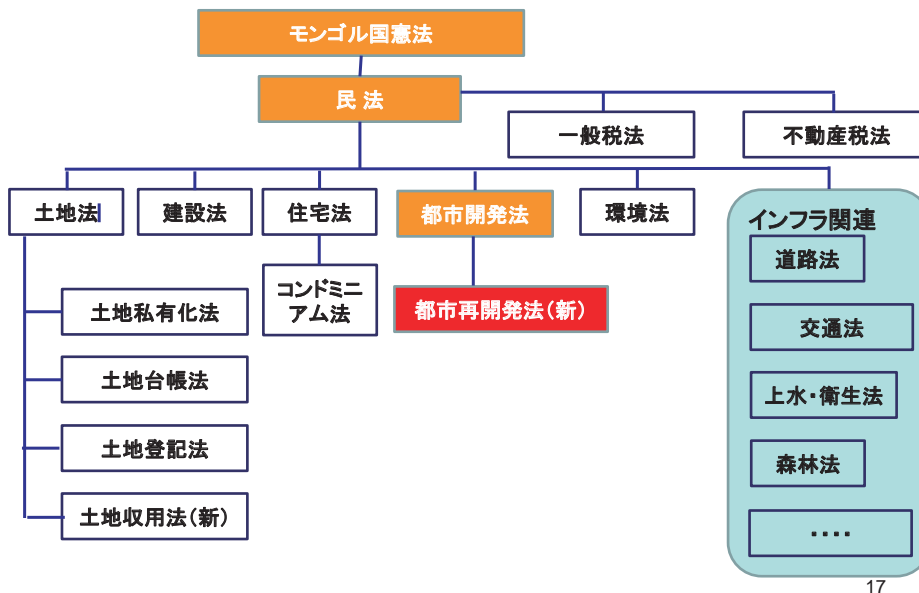 モンゴル国憲法
民 法
一般税法
不動産税法
土地法
建設法
住宅法
都市開発法
環境法
インフラ関連
道路法
交通法
上水・衛生法
森林法
・・・・
コンドミニ
アム法
都市再開発法(新)
土地私有化法
土地台帳法
土地登記法
土地収用法(新)
17